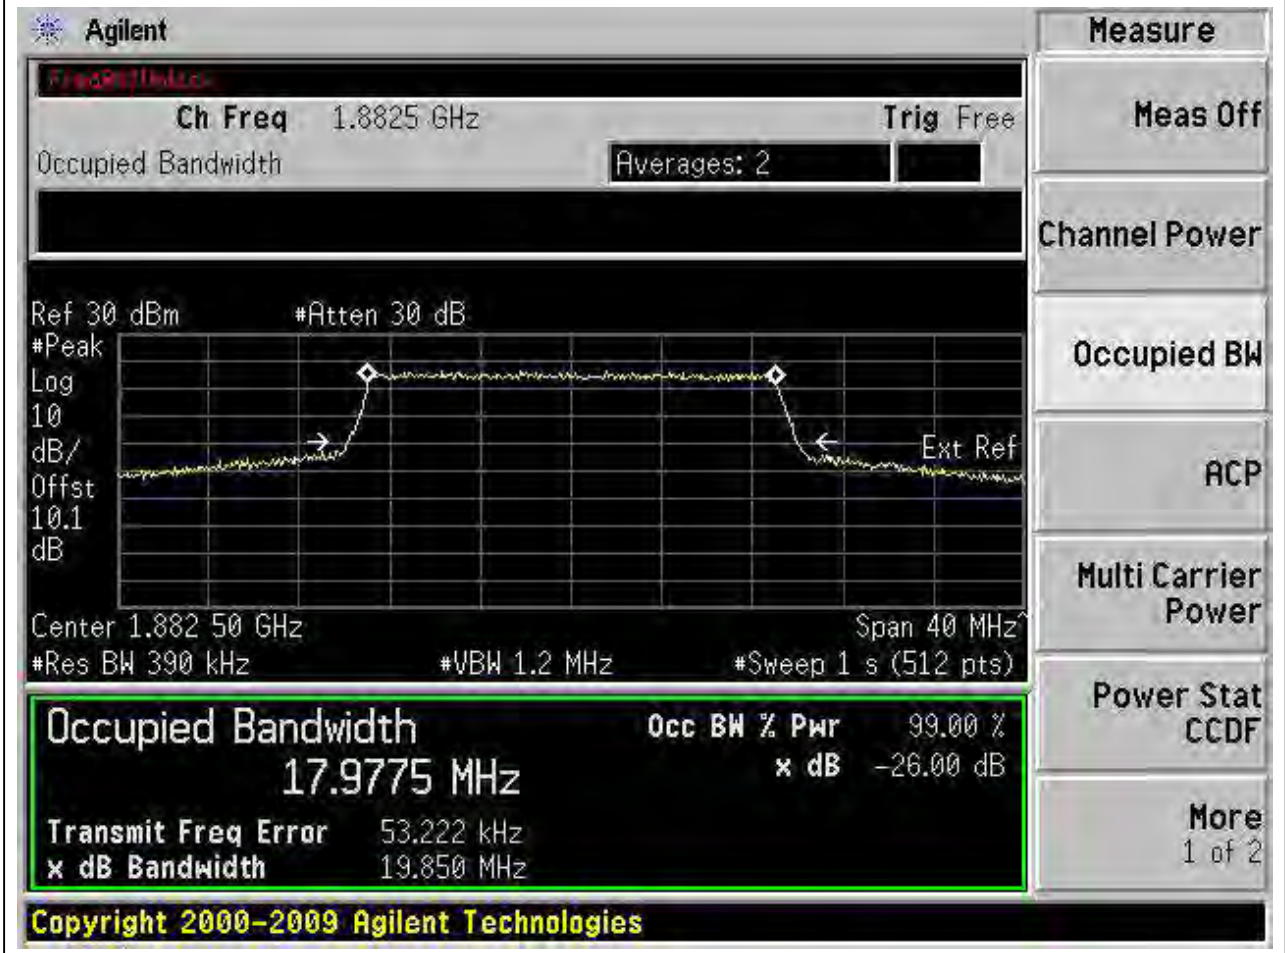 Agilent
Measure
Ch Freq 1.8825 GHz Trig Free
Meas Off
Occupied Bandwidth Averages: 2
Channel Power
Ref 30 dBm #Atten 30 dB
#Peak
Log
10
dB/
Offst
10.1
dB
Ext Ref
Occupied BW
ACP
Center 1.882 50 GHz Span 40 MHz^
#Res BW 390 kHz #VBW 1.2 MHz #Sweep 1 s (512 pts)
Multi Carrier
Power
Occupied Bandwidth Occ BW % Pwr 99.00 %
17.9775 MHz x dB -26.00 dB
Transmit Freq Error 53.222 kHz
x dB Bandwidth 19.850 MHz
Power Stat
CCDF
More
1 of 2
Copyright 2000-2009 Agilent Technologies